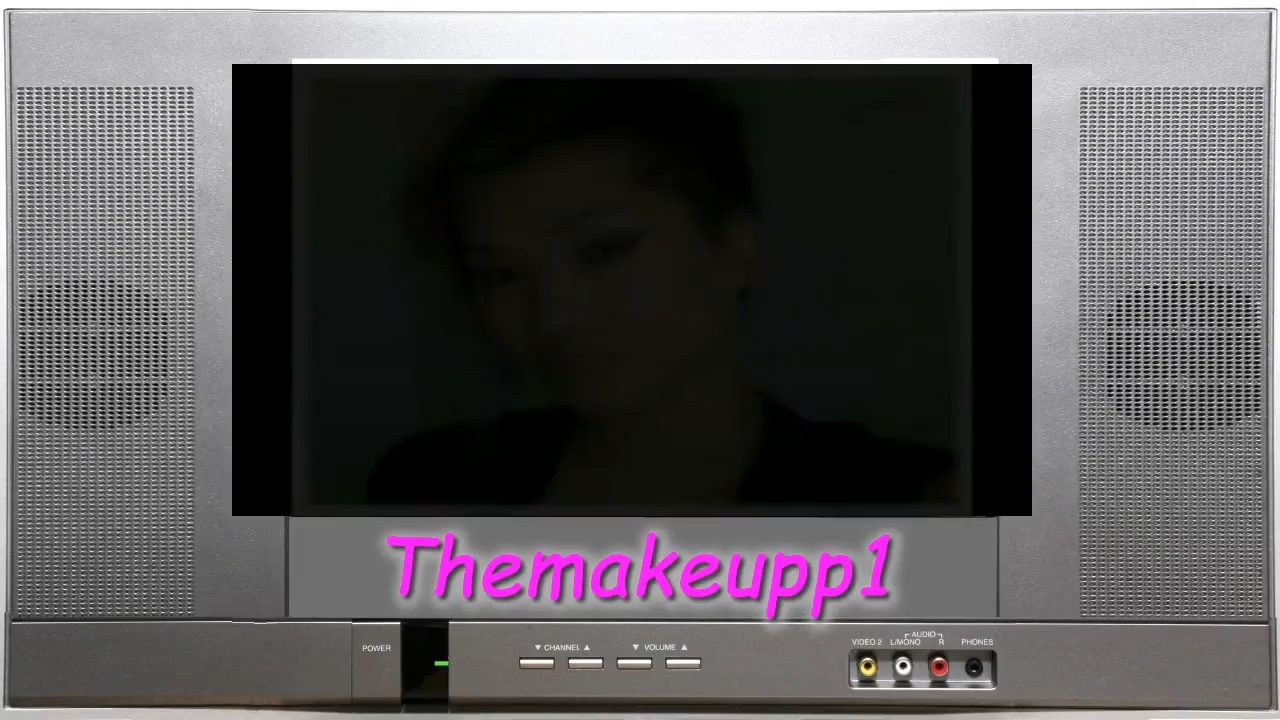 Themakeupp1
AUDIO
VIDEO 2 L/MONO R PHONES
POWER
▼ CHANNEL ▲ ▼ VOLUME ▲